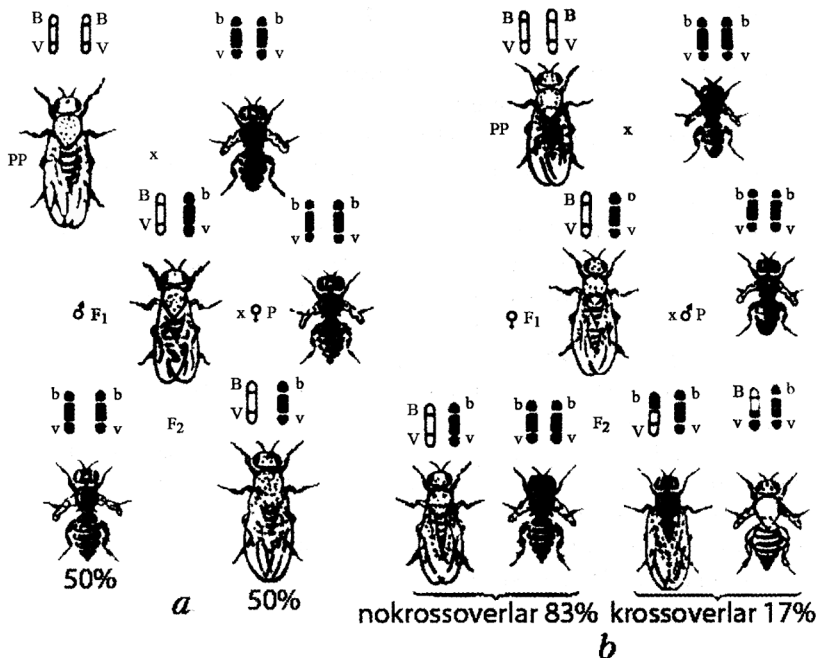 B B b b
V V v v
PP x
B b b b
V v v v
♂ F1 x ♀ P
b b B b
v v V v
F2
50% 50%
a
B B b b
V V v v
PP x
B b b b
V v v v
♀ F1 x ♂ P
B b b b F2 b b B b
V v v v v v v v
nokrossoverlar 83% krossoverlar 17%
b